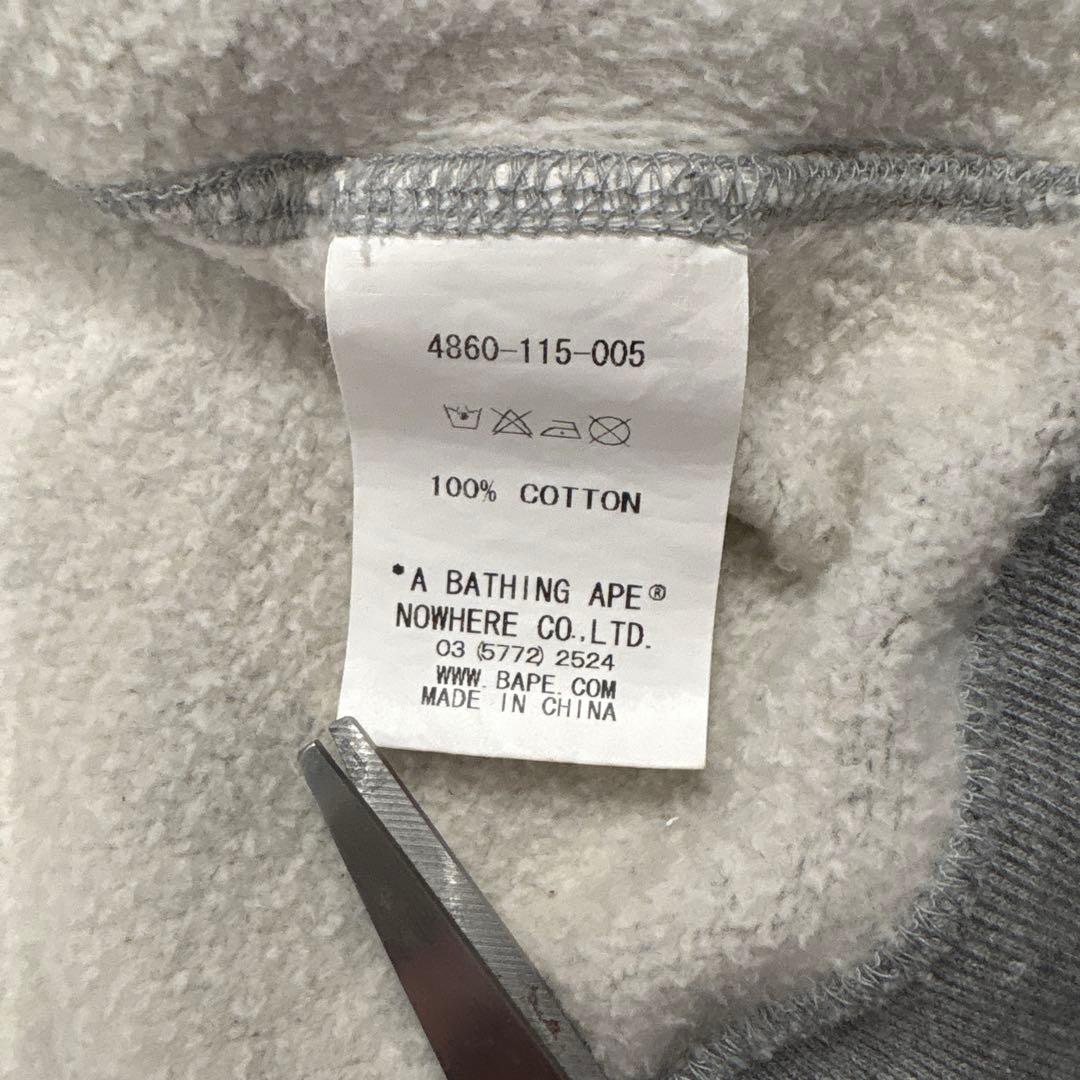 4860-115-005
100% COTTON
*A BATHING APE®
NOWHERE CO.,LTD.
03 (5772) 2524
WWW. BAPE. COM
MADE IN CHINA